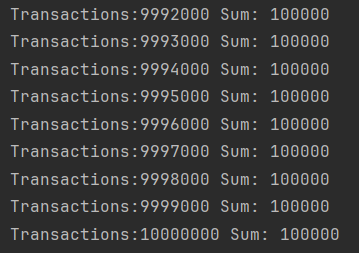 Transactions:9992000 Sum: 100000
Transactions:9993000 Sum: 100000
Transactions:9994000 Sum: 100000
Transactions:9995000 Sum: 100000
Transactions:9996000 Sum: 100000
Transactions:9997000 Sum: 100000
Transactions:9998000 Sum: 100000
Transactions:9999000 Sum: 100000
Transactions:10000000 Sum: 100000